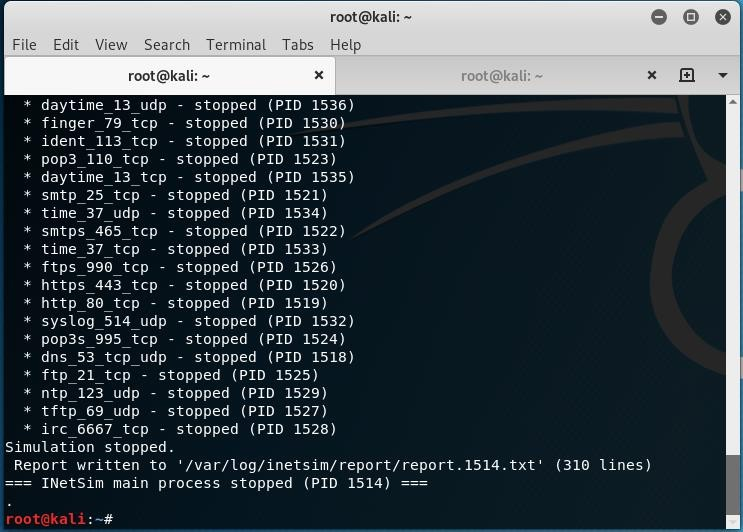 root@kali: ~
File Edit View Search Terminal Tabs Help
root@kali: ~ × root@kali: ~ ×
* daytime_13_udp - stopped (PID 1536)
* finger_79_tcp - stopped (PID 1530)
* ident_113_tcp - stopped (PID 1531)
* pop3_110_tcp - stopped (PID 1523)
* daytime_13_tcp - stopped (PID 1535)
* smtp_25_tcp - stopped (PID 1521)
* time_37_udp - stopped (PID 1534)
* smtps_465_tcp - stopped (PID 1522)
* time_37_tcp - stopped (PID 1533)
* ftps_990_tcp - stopped (PID 1526)
* https_443_tcp - stopped (PID 1520)
* http_80_tcp - stopped (PID 1519)
* syslog_514_udp - stopped (PID 1532)
* pop3s_995_tcp - stopped (PID 1524)
* dns_53_tcp_udp - stopped (PID 1518)
* ftp_21_tcp - stopped (PID 1525)
* ntp_123_udp - stopped (PID 1529)
* tftp_69_udp - stopped (PID 1527)
* irc_6667_tcp - stopped (PID 1528)
Simulation stopped.
Report written to '/var/log/inetsim/report/report.1514.txt' (310 lines)
=== INetSim main process stopped (PID 1514) ===
.
root@kali:~#